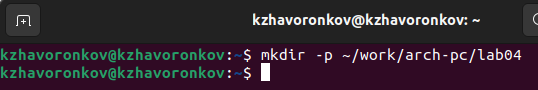 kzhavoronkov@kzhavoronkov: ~
kzhavoronkov@kzhavoronkov:~$ mkdir -p ~/work/arch-pc/lab04
kzhavoronkov@kzhavoronkov:~$